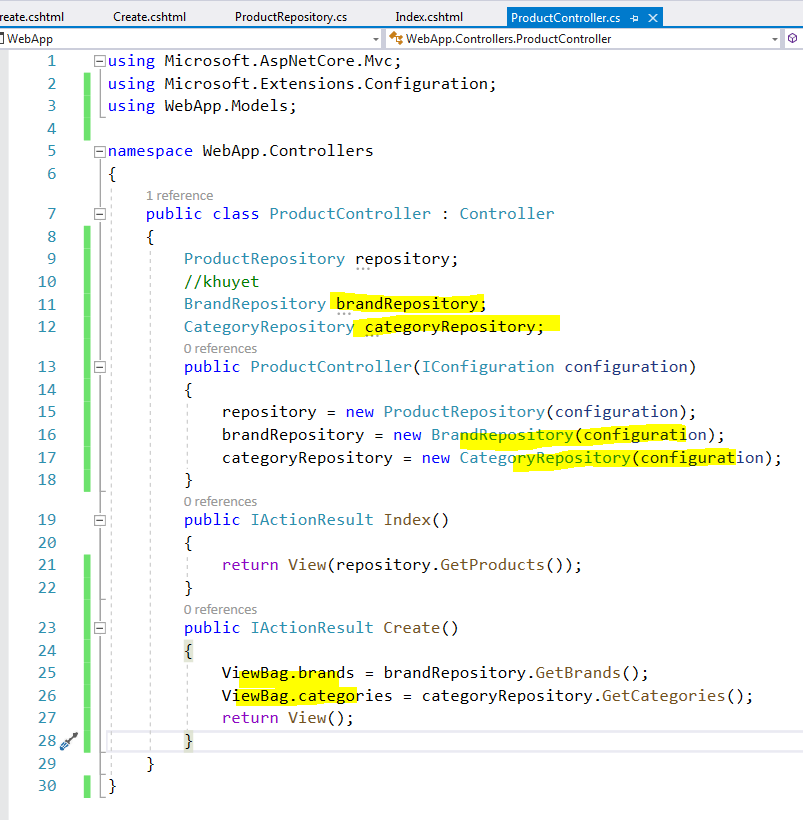 reate.cshtml Create.cshtml ProductRepository.cs Index.cshtml ProductController.cs
WebApp WebApp.Controllers.ProductController
1 using Microsoft.AspNetCore.Mvc;
2 using Microsoft.Extensions.Configuration;
3 using WebApp.Models;
4
5 namespace WebApp.Controllers
6 {
1 reference
7 public class ProductController : Controller
8 {
9 ProductRepository repository;
10 //khuyet
11 BrandRepository brandRepository;
12 CategoryRepository categoryRepository;
0 references
13 public ProductController(IConfiguration configuration)
14 {
15 repository = new ProductRepository(configuration);
16 brandRepository = new BrandRepository(configuration);
17 categoryRepository = new CategoryRepository(configuration);
18 }
0 references
19 public IActionResult Index()
20 {
21 return View(repository.GetProducts());
22 }
0 references
23 public IActionResult Create()
24 {
25 ViewBag.brands = brandRepository.GetBrands();
26 ViewBag.categories = categoryRepository.GetCategories();
27 return View();
28 }
29 }
30 }